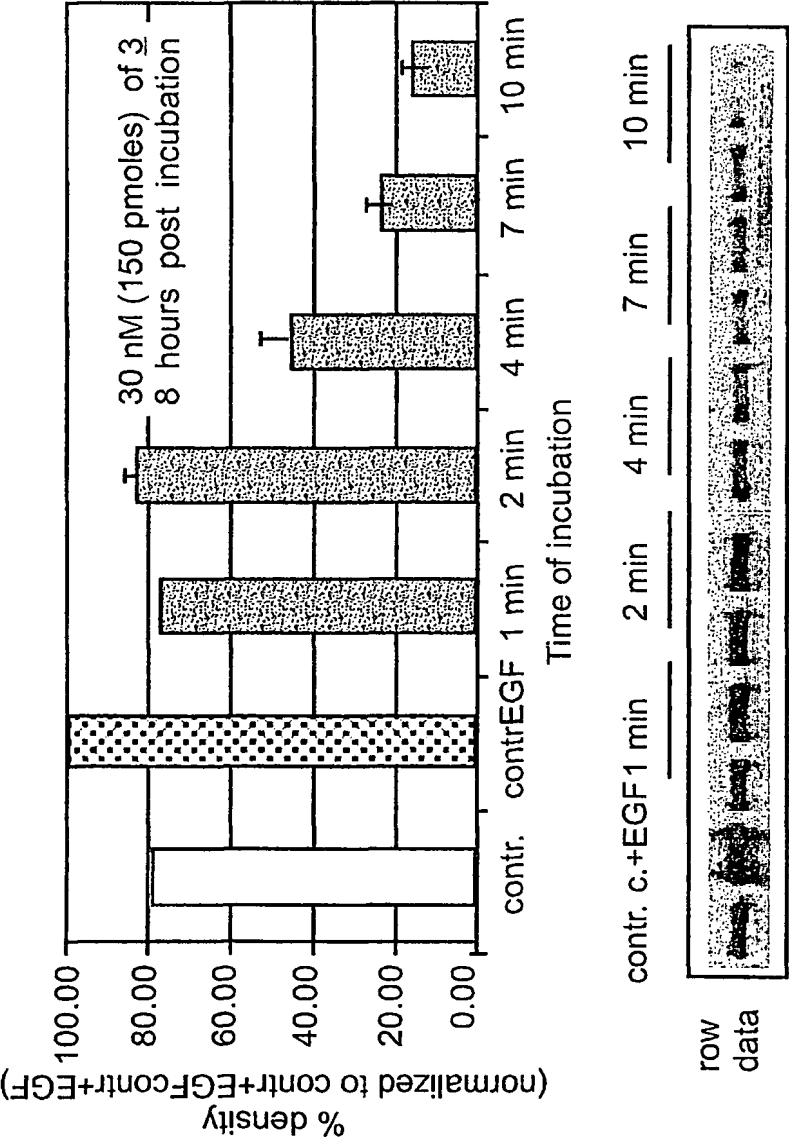 % density
(normalized to contr+EGFcontr+EGF)
100.00
80.00
60.00
40.00
20.00
0.00
30 nM (150 pmoles) of 3
8 hours post incubation
contr. contrEGF 1 min 2 min 4 min 7 min 10 min
Time of incubation
contr. c.+EGF1 min 2 min 4 min 7 min 10 min
row
data